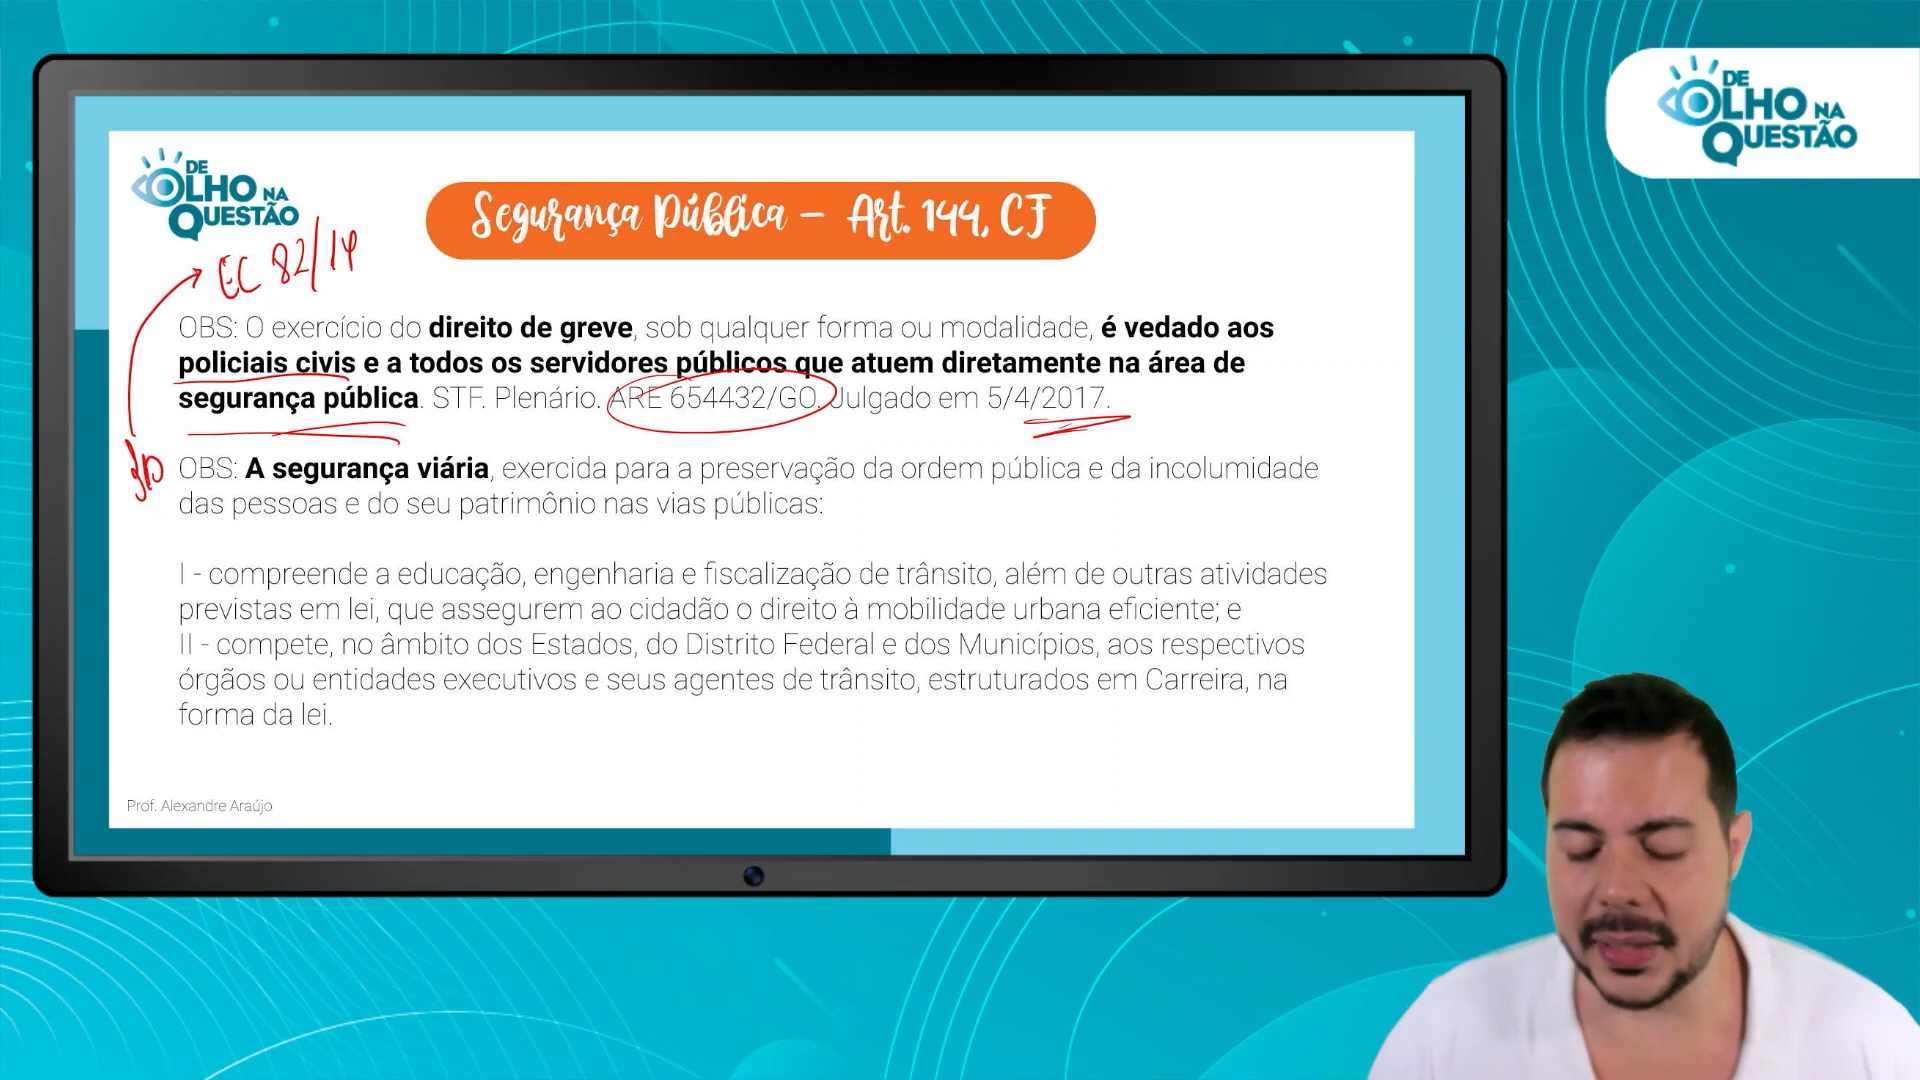 DE
OLHO NA
QUESTÃO
DE
OLHO NA
QUESTÃO
Segurança Pública – Art. 144, CF
EC 82/14
OBS: O exercício do direito de greve, sob qualquer forma ou modalidade, é vedado aos
policiais civis e a todos os servidores públicos que atuem diretamente na área de
segurança pública. STF. Plenário. ARE 654432/GO. Julgado em 5/4/2017.
OBS: A segurança viária, exercida para a preservação da ordem pública e da incolumidade
das pessoas e do seu patrimônio nas vias públicas:
I - compreende a educação, engenharia e fiscalização de trânsito, além de outras atividades
previstas em lei, que assegurem ao cidadão o direito à mobilidade urbana eficiente; e
II - compete, no âmbito dos Estados, do Distrito Federal e dos Municípios, aos respectivos
órgãos ou entidades executivos e seus agentes de trânsito, estruturados em Carreira, na
forma da lei.
Prof. Alexandre Araújo